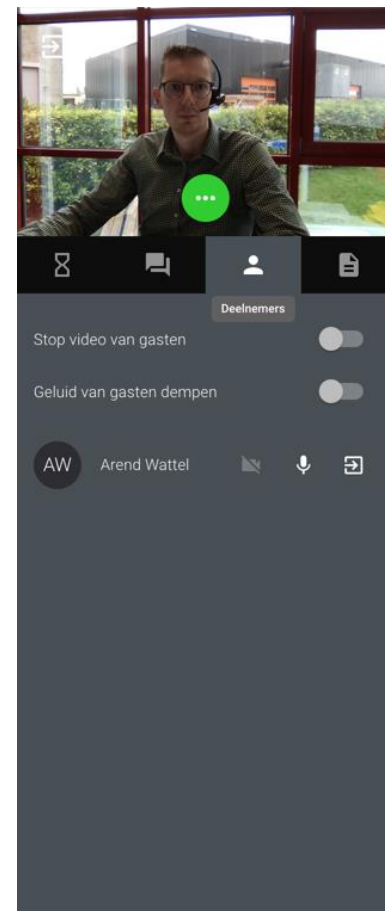 Deelnemers
Stop video van gasten
Geluid van gasten dempen
AW Arend Wattel